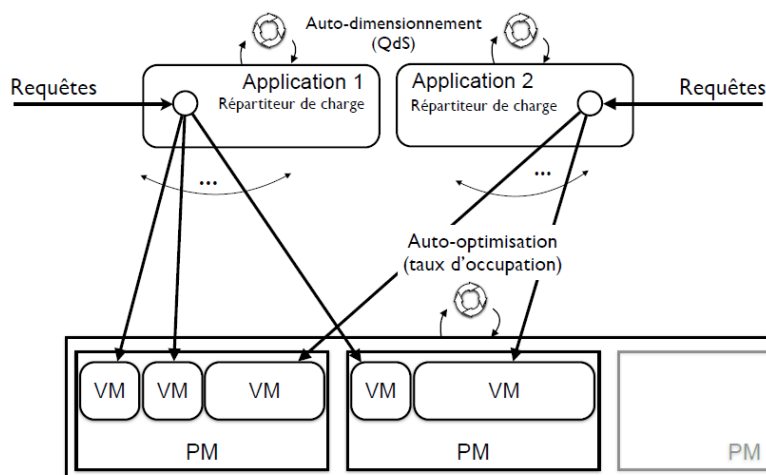 Auto-dimensionnement
(QdS)
Requêtes
Application 1
Répartiteur de charge
Application 2
Répartiteur de charge
Requêtes
...
...
Auto-optimisation
(taux d'occupation)
VM
VM
VM
VM
VM
PM
PM
PM